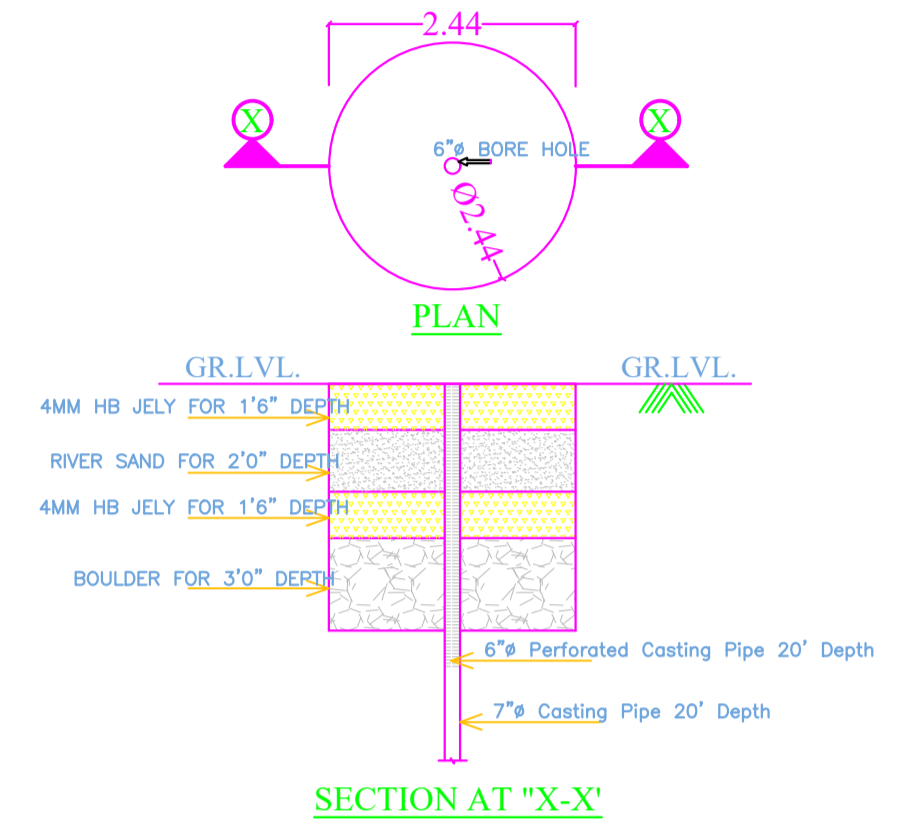 2.44
X
X
6"ø BORE HOLE
Ø2.44
PLAN
GR.LVL.
GR.LVL.
4MM HB JELY FOR 1'6" DEPTH
RIVER SAND FOR 2'0" DEPTH
4MM HB JELY FOR 1'6" DEPTH
BOULDER FOR 3'0" DEPTH
6"ø Perforated Casting Pipe 20' Depth
7"ø Casting Pipe 20' Depth
SECTION AT "X-X'